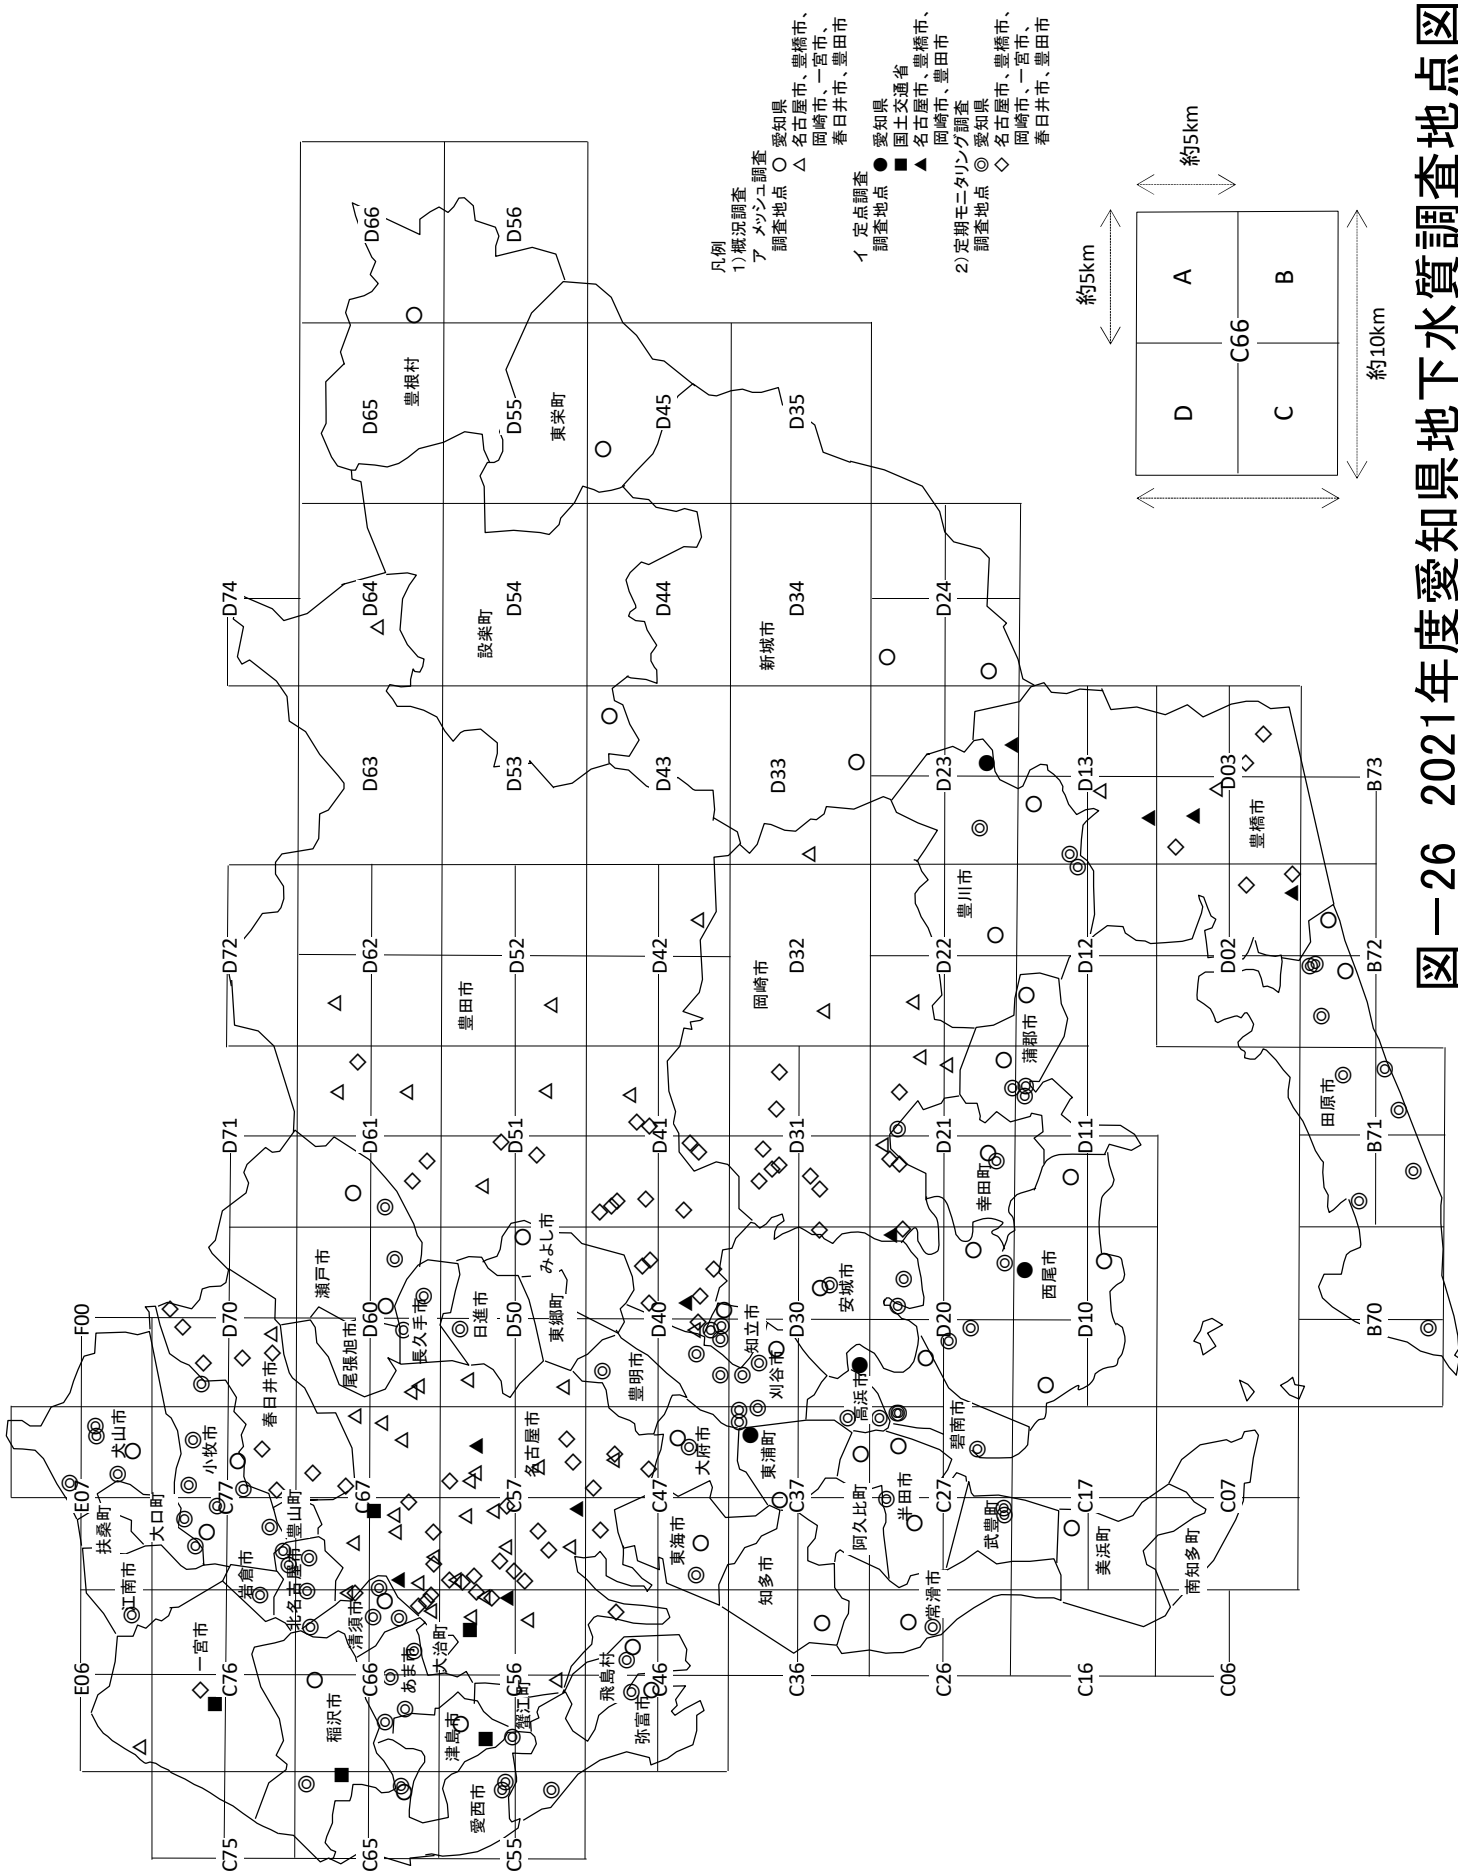 図－26　2021年度愛知県地下水質調査地点図
凡例
1)概況調査
ア メッシュ調査
調査地点 ○ 愛知県
△ 名古屋市、豊橋市、
岡崎市、一宮市、
春日井市、豊田市
イ 定点調査
調査地点 ● 愛知県
■ 国土交通省
▲ 名古屋市、豊橋市、
岡崎市、豊田市
2)定期モニタリング調査
調査地点 ◎ 愛知県
◇ 名古屋市、豊橋市、
岡崎市、一宮市、
春日井市、豊田市
約5km
約5km
D A
C66
C B
約10km
E06 E07 F00
C75 C76 C77 D70 D71 D72 D74
C65 C66 C67 D60 D61 D62 D63 D64 D65 D66
C55 C56 C57 D50 D51 D52 D53 D54 D55 D56
C46 C47 D40 D41 D42 D43 D44 D45
C36 C37 D30 D31 D32 D33 D34 D35
C26 C27 D20 D21 D22 D23 D24
C16 C17 D10 D11 D12 D13
C06 C07 D02 D03
B70 B71 B72 B73
扶桑町
犬山市
江南市
大口町
一宮市
小牧市
岩倉市
春日井市
豊山町
北名古屋市
稲沢市
清須市
尾張旭市
瀬戸市
あま市
大治町
長久手市
津島市
愛西市
蟹江町
名古屋市
日進市
みよし市
東郷町
豊田市
飛島村
弥富市
豊明市
大府市
東海市
東浦町
知多市
知立市
刈谷市
安城市
高浜市
阿久比町
半田市
碧南市
常滑市
武豊町
美浜町
南知多町
西尾市
幸田町
岡崎市
蒲郡市
豊川市
豊橋市
田原市
新城市
設楽町
東栄町
豊根村